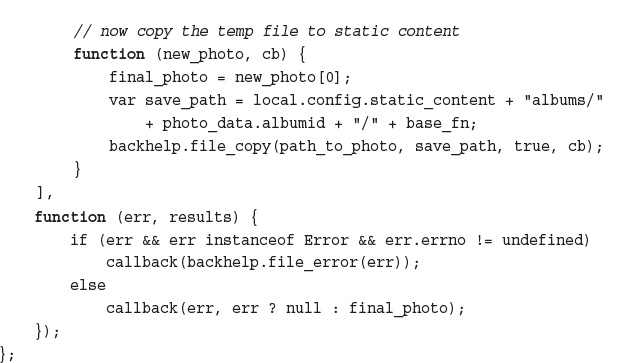 // now copy the temp file to static content
function (new_photo, cb) {
final_photo = new_photo[0];
var save_path = local.config.static_content + "albums/"
+ photo_data.albumid + "/" + base_fn;
backhelp.file_copy(path_to_photo, save_path, true, cb);
}
],
function (err, results) {
if (err && err instanceof Error && err.errno != undefined)
callback(backhelp.file_error(err));
else
callback(err, err ? null : final_photo);
});
};